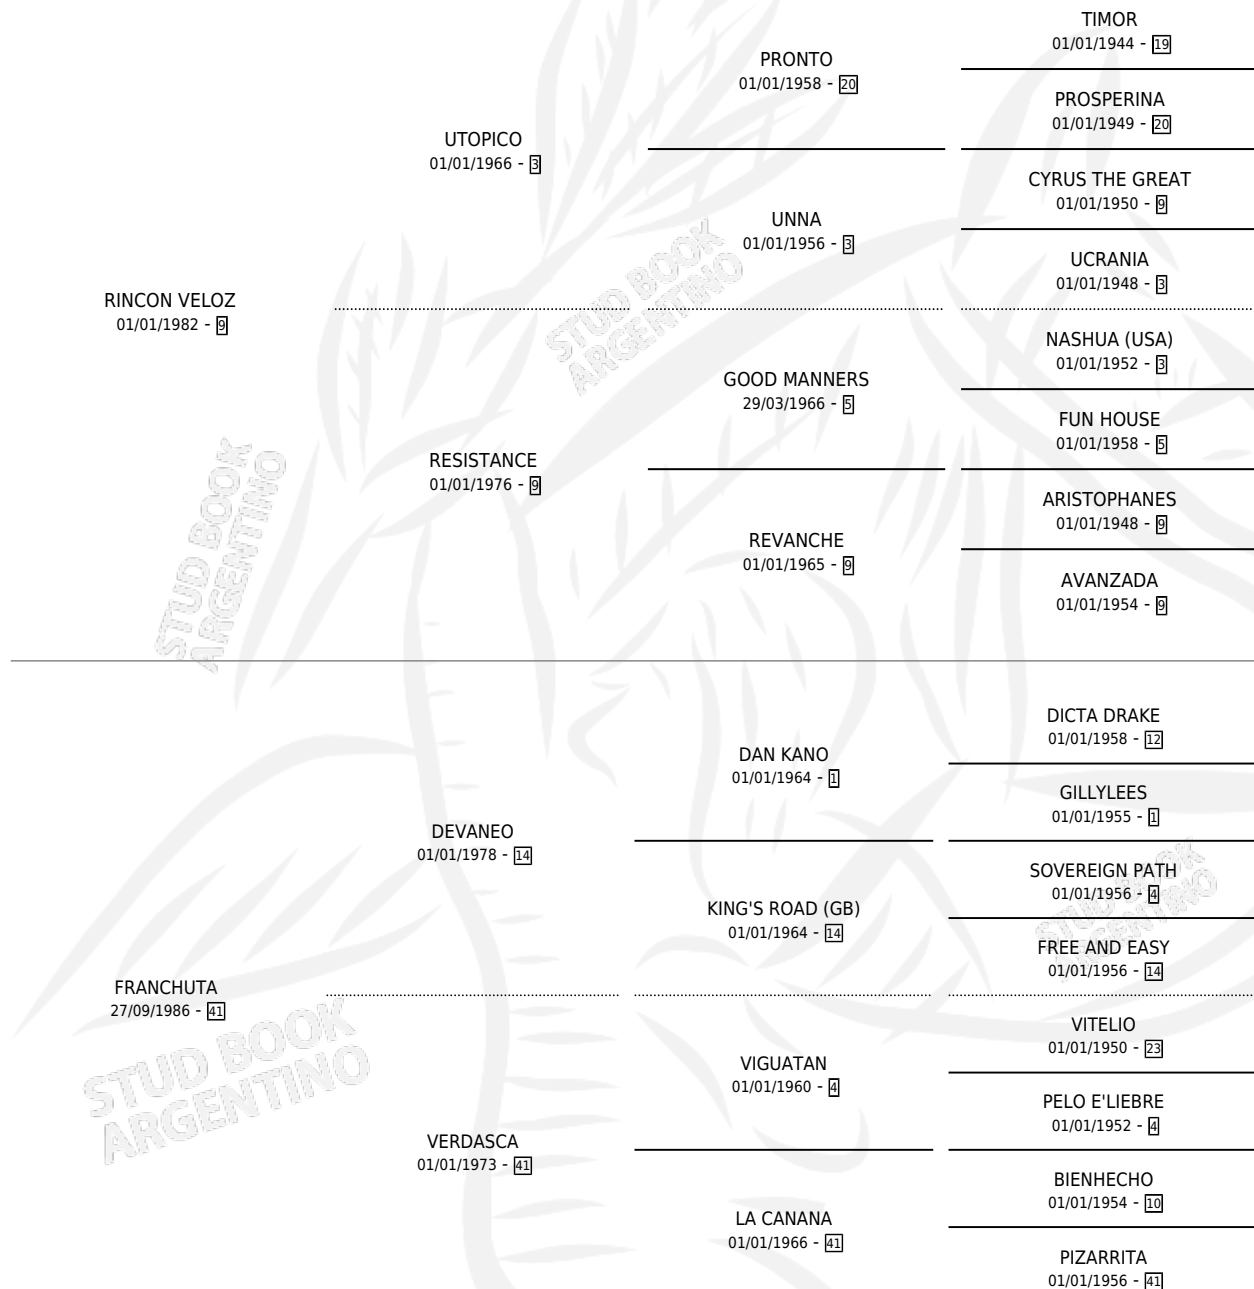 TIMOR
01/01/1944 - 19
PRONTO
01/01/1958 - 20
PROSPERINA
01/01/1949 - 20
UTOPICO
01/01/1966 - 3
CYRUS THE GREAT
01/01/1950 - 9
UNNA
01/01/1956 - 3
UCRANIA
01/01/1948 - 3
RINCON VELOZ
01/01/1982 - 9
STUD BOOK
ARGENTINO
NASHUA (USA)
01/01/1952 - 3
GOOD MANNERS
29/03/1966 - 5
FUN HOUSE
01/01/1958 - 5
RESISTANCE
01/01/1976 - 9
ARISTOPHANES
01/01/1948 - 9
REVANCHE
01/01/1965 - 9
AVANZADA
01/01/1954 - 9
STUD BOOK
ARGENTINO
DICTA DRAKE
01/01/1958 - 12
DAN KANO
01/01/1964 - 1
GILLYLEES
01/01/1955 - 1
DEVANEO
01/01/1978 - 14
SOVEREIGN PATH
01/01/1956 - 4
KING'S ROAD (GB)
01/01/1964 - 14
STUD BOOK
ARGENTINO
FREE AND EASY
01/01/1956 - 14
FRANCHUTA
27/09/1986 - 41
VITELIO
01/01/1950 - 23
STUD BOOK
ARGENTINO
VIGUATAN
01/01/1960 - 4
PELO E'LIEBRE
01/01/1952 - 4
VERDASCA
01/01/1973 - 41
BIENHECHO
01/01/1954 - 10
LA CANANA
01/01/1966 - 41
PIZARRITA
01/01/1956 - 41